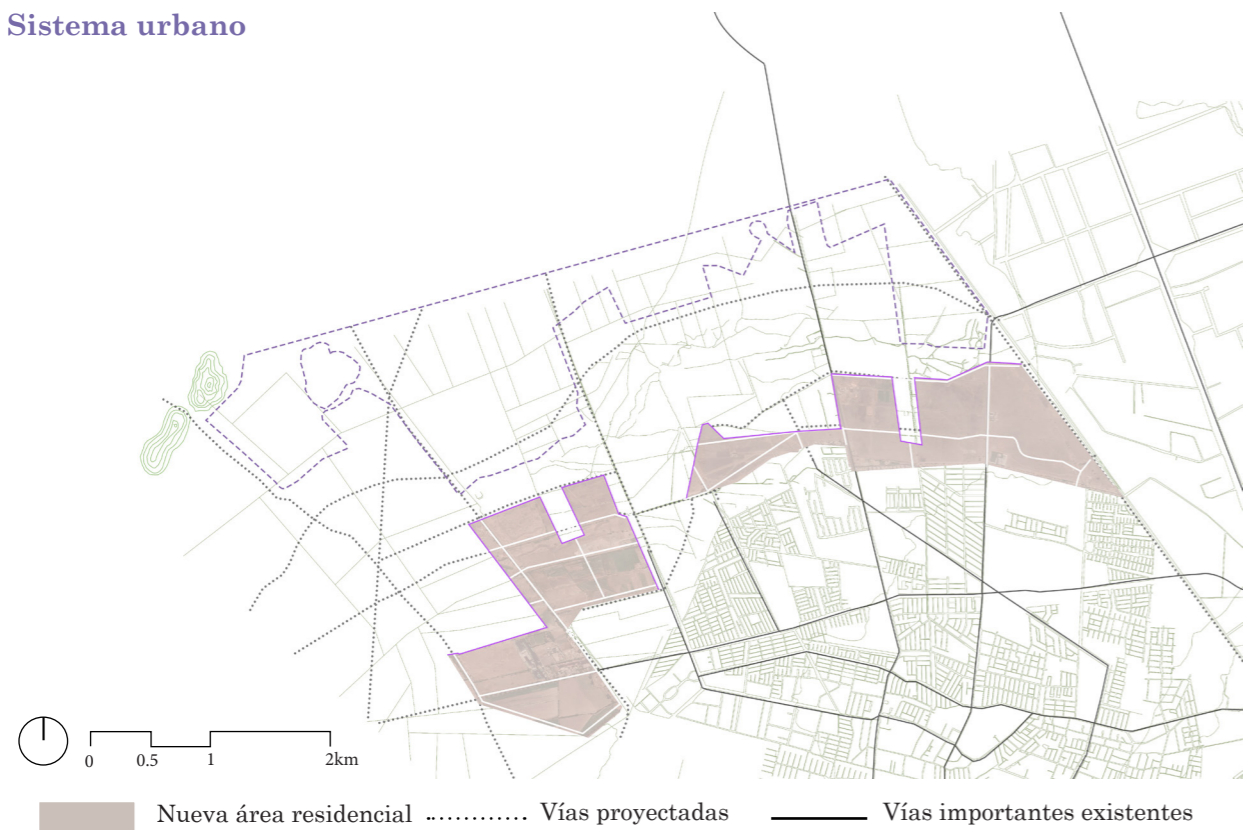 Sistema urbano
0 0.5 1 2km
Nueva área residencial Vías proyectadas Vías importantes existentes